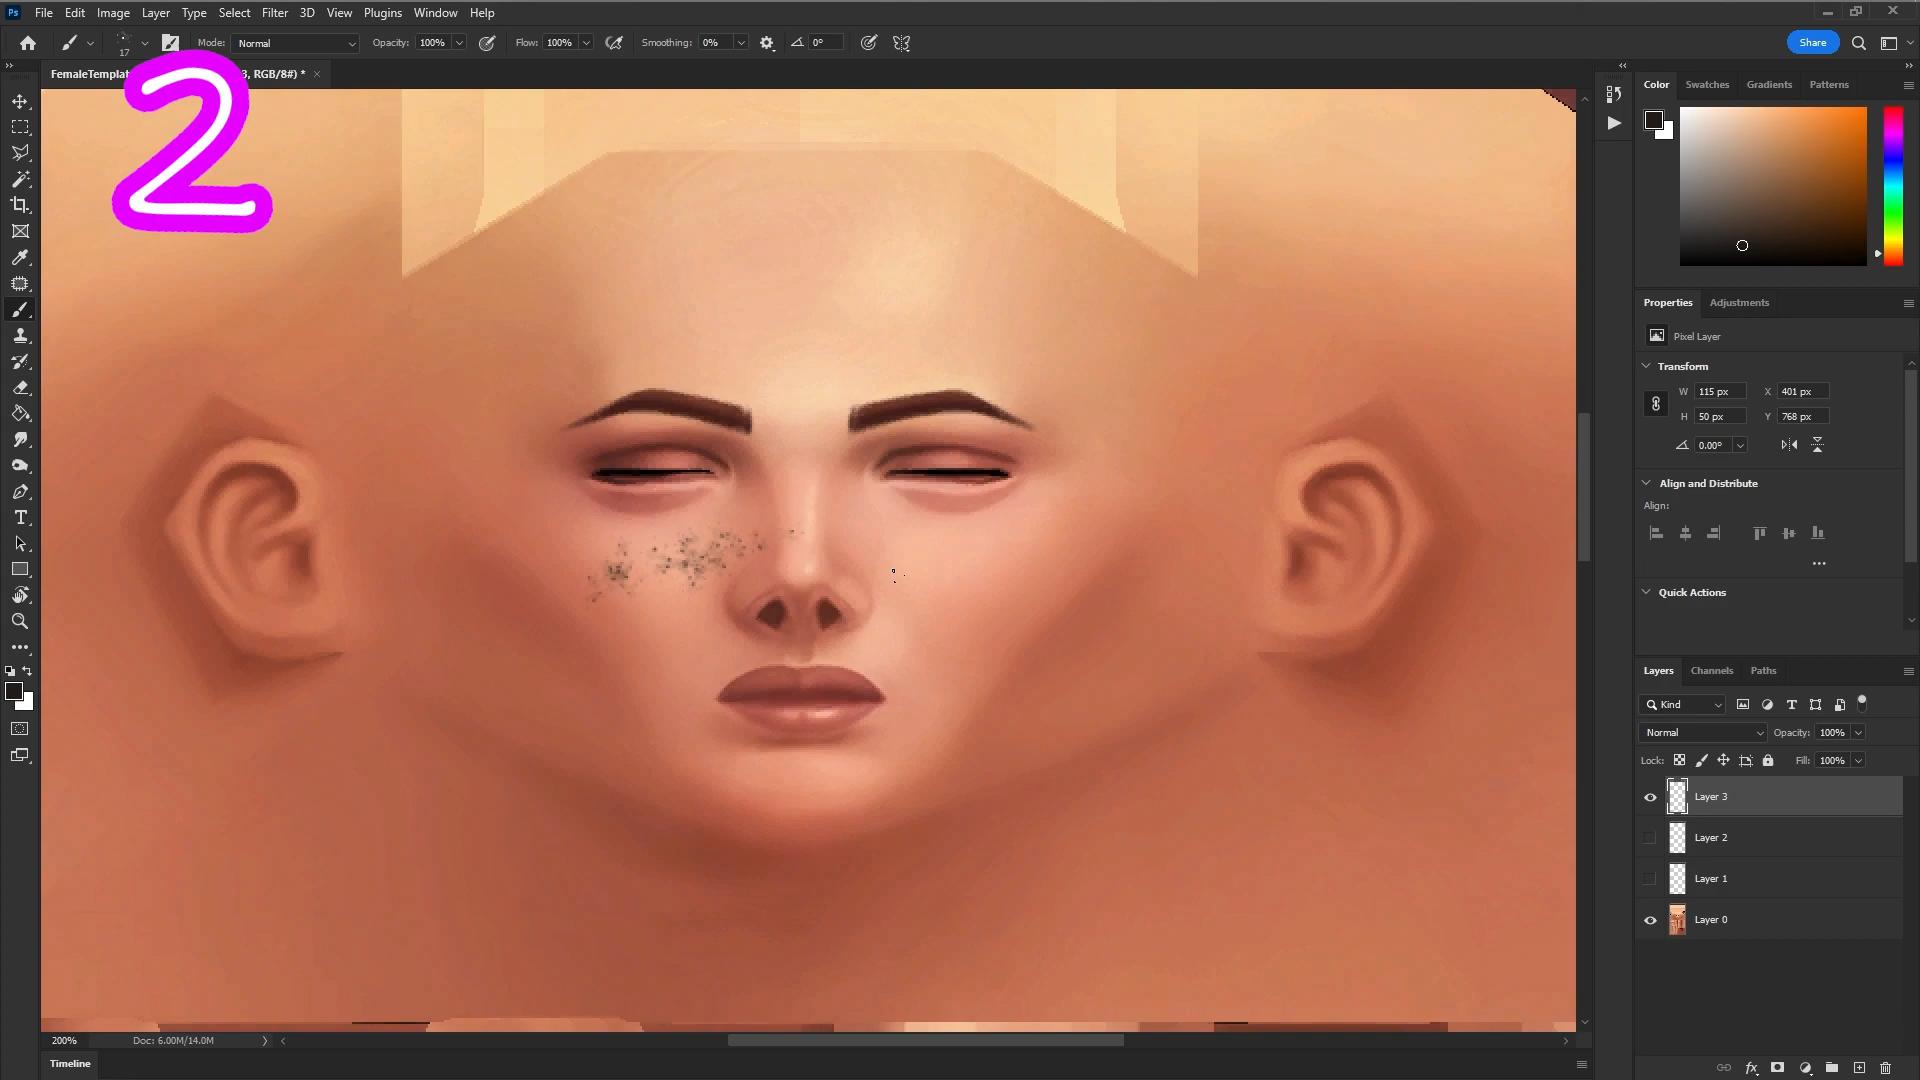 Ps File Edit Image Layer Type Select Filter 3D View Plugins Window Help
17 Mode: Normal Opacity: 100% Flow: 100% Smoothing: 0% 0° Share
FemaleTemplat 3, RGB/8#) * ×
2
Color Swatches Gradients Patterns
Properties Adjustments
Pixel Layer
Transform
W 115 px X 401 px
H 50 px Y 768 px
0.00°
Align and Distribute
Align:
Quick Actions
Layers Channels Paths
Kind
Normal Opacity: 100%
Lock: Fill: 100%
Layer 3
Layer 2
Layer 1
Layer 0
200% Doc: 6.00M/14.0M
Timeline